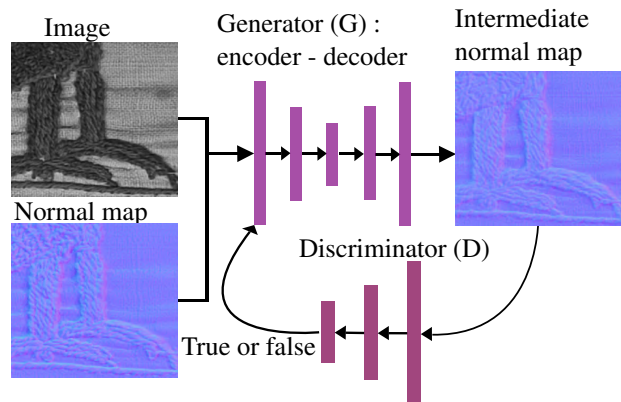 Image
Generator (G) :
encoder - decoder
Intermediate
normal map
Normal map
Discriminator (D)
True or false